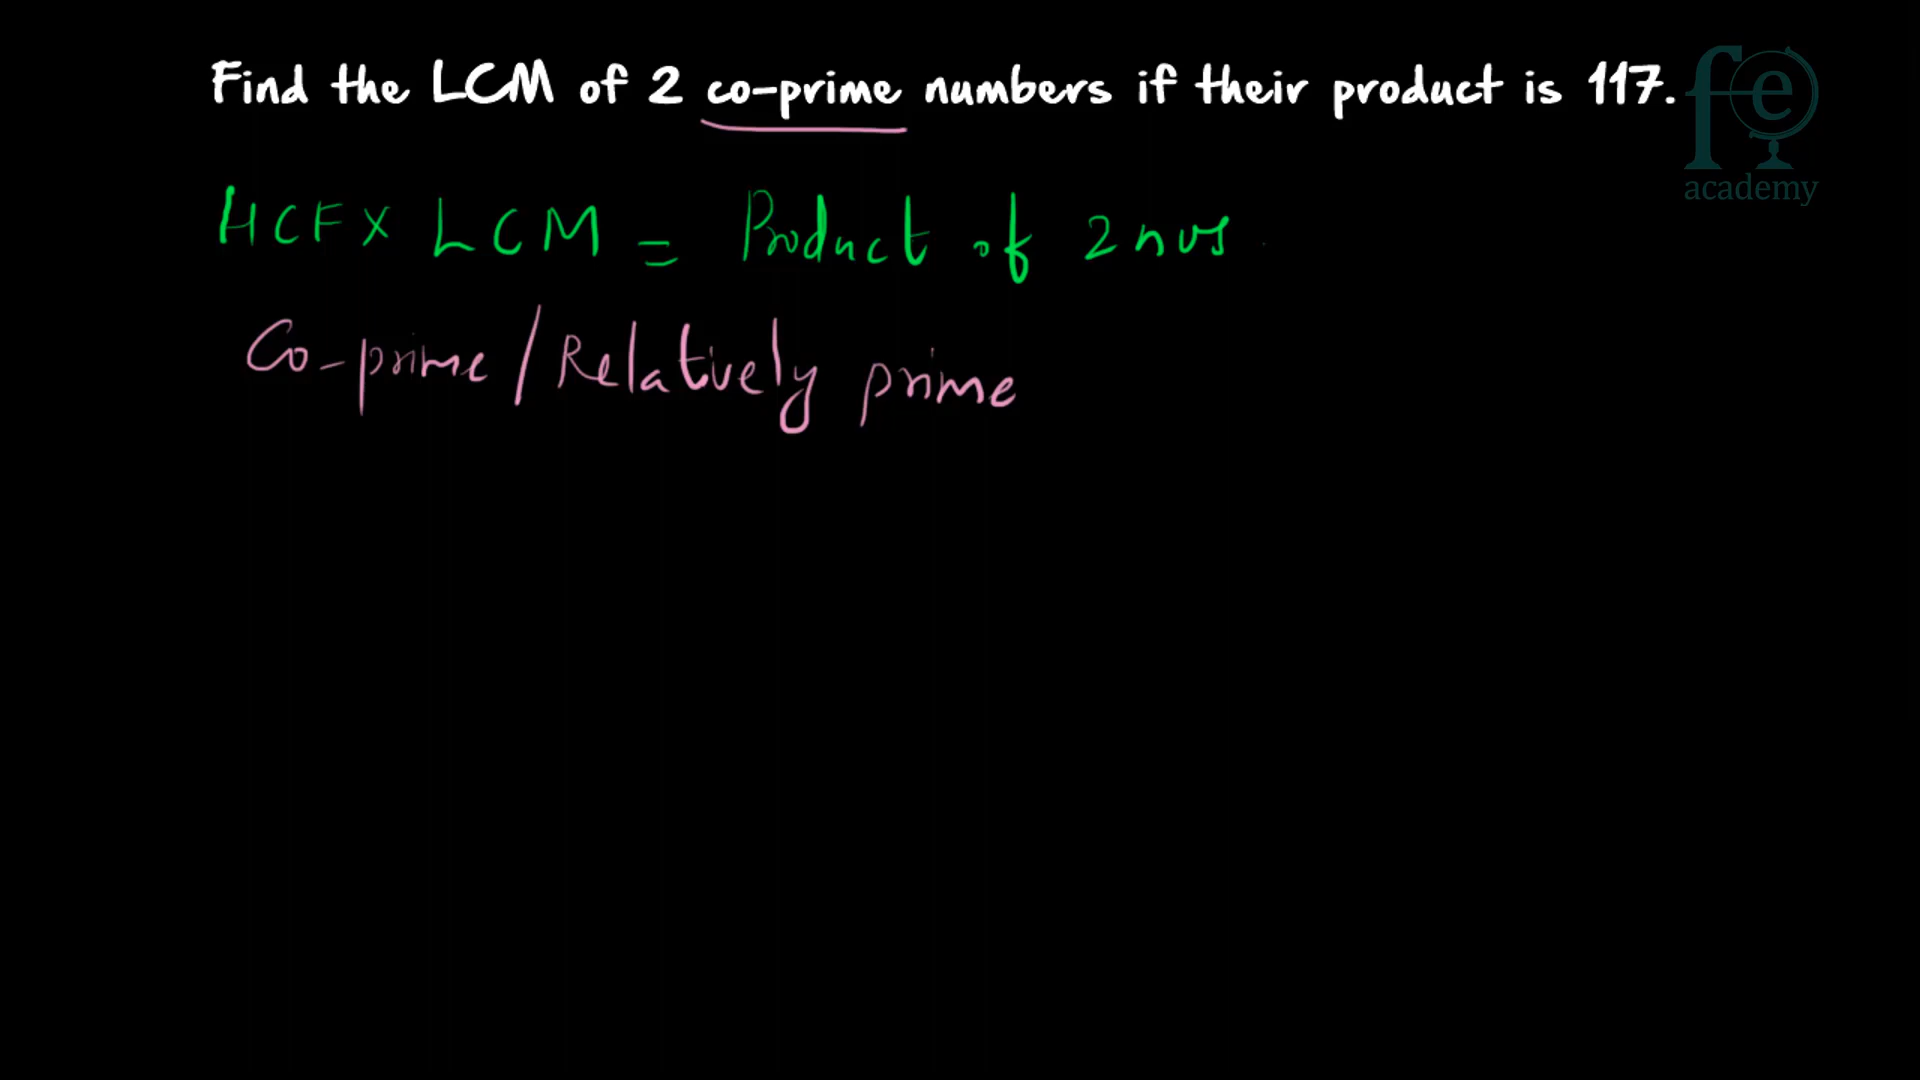 Find the LCM of 2 co-prime numbers if their product is 117.
fe
academy
HCF X LCM = Product of 2 nos
Co-prime / Relatively prime